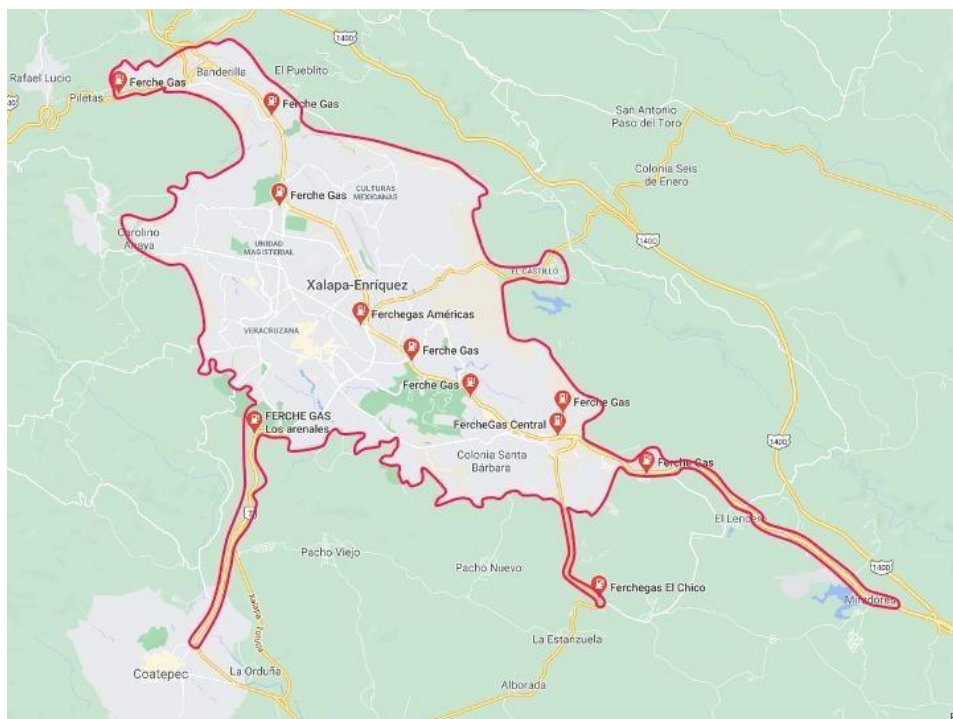 1400
Rafael Lucio
Banderilla
El Pueblito
Ferche Gas
Piletas
Ferche Gas
San Antonio
Paso del Toro
Colonia Seis
de Enero
Ferche Gas
CULTURAS
MEXICANAS
Carolino
Anaya
UNIDAD
MAGISTERIAL
1400
EL CASTILLO
Xalapa-Enríquez
Ferchegas Américas
VERACRUZANA
Ferche Gas
Ferche Gas
Ferche Gas
FERCHE GAS
Los arenales
FercheGas Central
1400
Colonia Santa
Bárbara
Ferche Gas
El Lencero
Pacho Viejo
Pacho Nuevo
1400
Ferchegas El Chico
Miradores
Xalapa - Totutla
La Estanzuela
Coatepec
La Orduña
Alborada